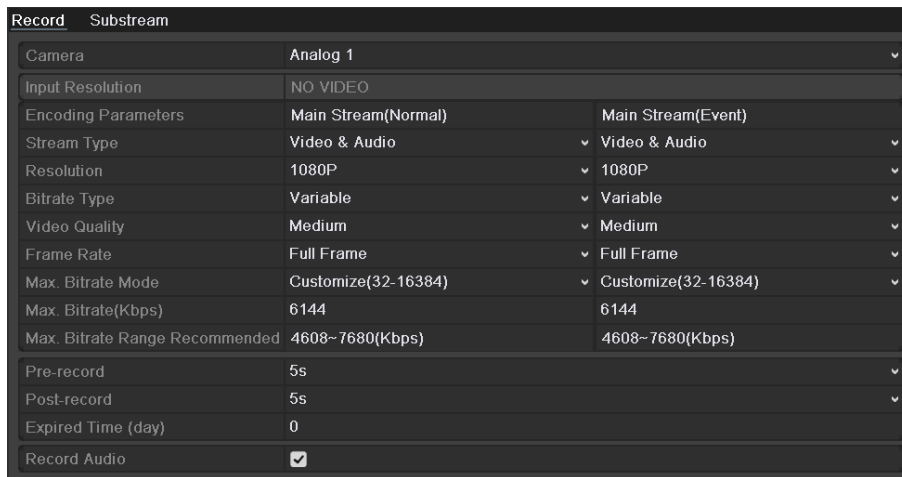 Record Substream
Camera Analog 1
Input Resolution NO VIDEO
Encoding Parameters Main Stream(Normal) Main Stream(Event)
Stream Type Video & Audio Video & Audio
Resolution 1080P 1080P
Bitrate Type Variable Variable
Video Quality Medium Medium
Frame Rate Full Frame Full Frame
Max. Bitrate Mode Customize(32-16384) Customize(32-16384)
Max. Bitrate(Kbps) 6144 6144
Max. Bitrate Range Recommended 4608~7680(Kbps) 4608~7680(Kbps)
Pre-record 5s
Post-record 5s
Expired Time (day) 0
Record Audio